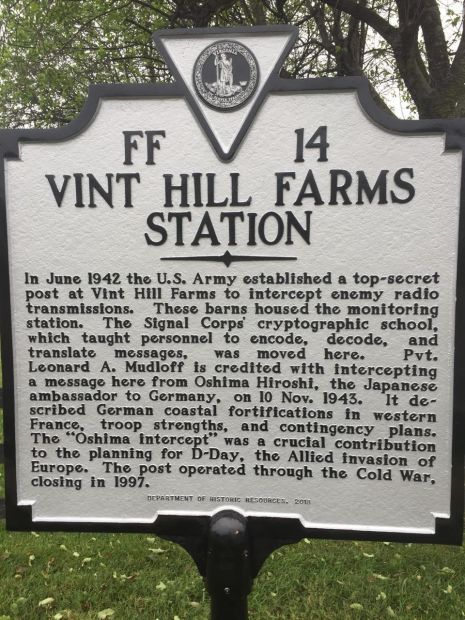 FF 14
VINT HILL FARMS
STATION
In June 1942 the U.S. Army established a top-secret
post at Vint Hill Farms to intercept enemy radio
transmissions. These barns housed the monitoring
station. The Signal Corps' cryptographic school,
which taught personnel to encode, decode, and
translate messages, was moved here. Pvt.
Leonard A. Mudloff is credited with intercepting
a message here from Oshima Hiroshi, the Japanese
ambassador to Germany, on 10 Nov. 1943. It de-
scribed German coastal fortifications in western
France, troop strengths, and contingency plans.
The "Oshima intercept" was a crucial contribution
to the planning for D-Day, the Allied invasion of
Europe. The post operated through the Cold War,
closing in 1997.
DEPARTMENT OF HISTORIC RESOURCES, 2018